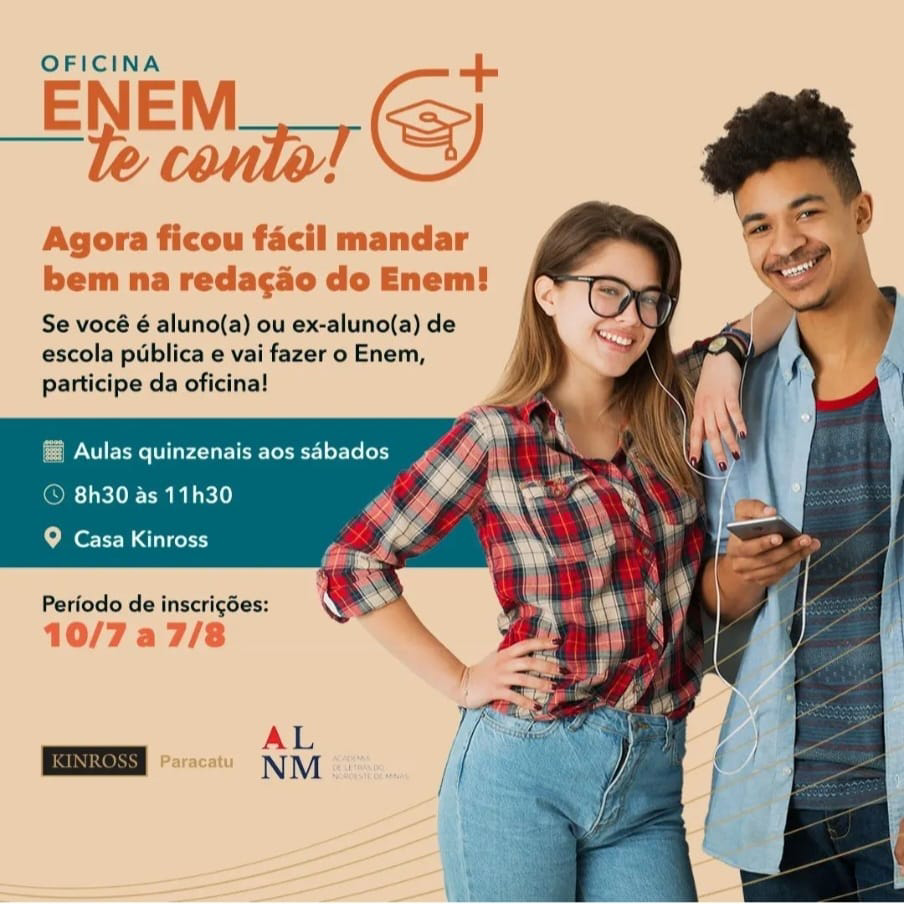 OFICINA
ENEM
te conto!
Agora ficou fácil mandar
bem na redação do Enem!
Se você é aluno(a) ou ex-aluno(a) de
escola pública e vai fazer o Enem,
participe da oficina!
Aulas quinzenais aos sábados
8h30 às 11h30
Casa Kinross
Período de inscrições:
10/7 a 7/8
KINROSS Paracatu
AL
NM
ACADEMIA
DE LETRAS DO
NOROESTE DE MINAS